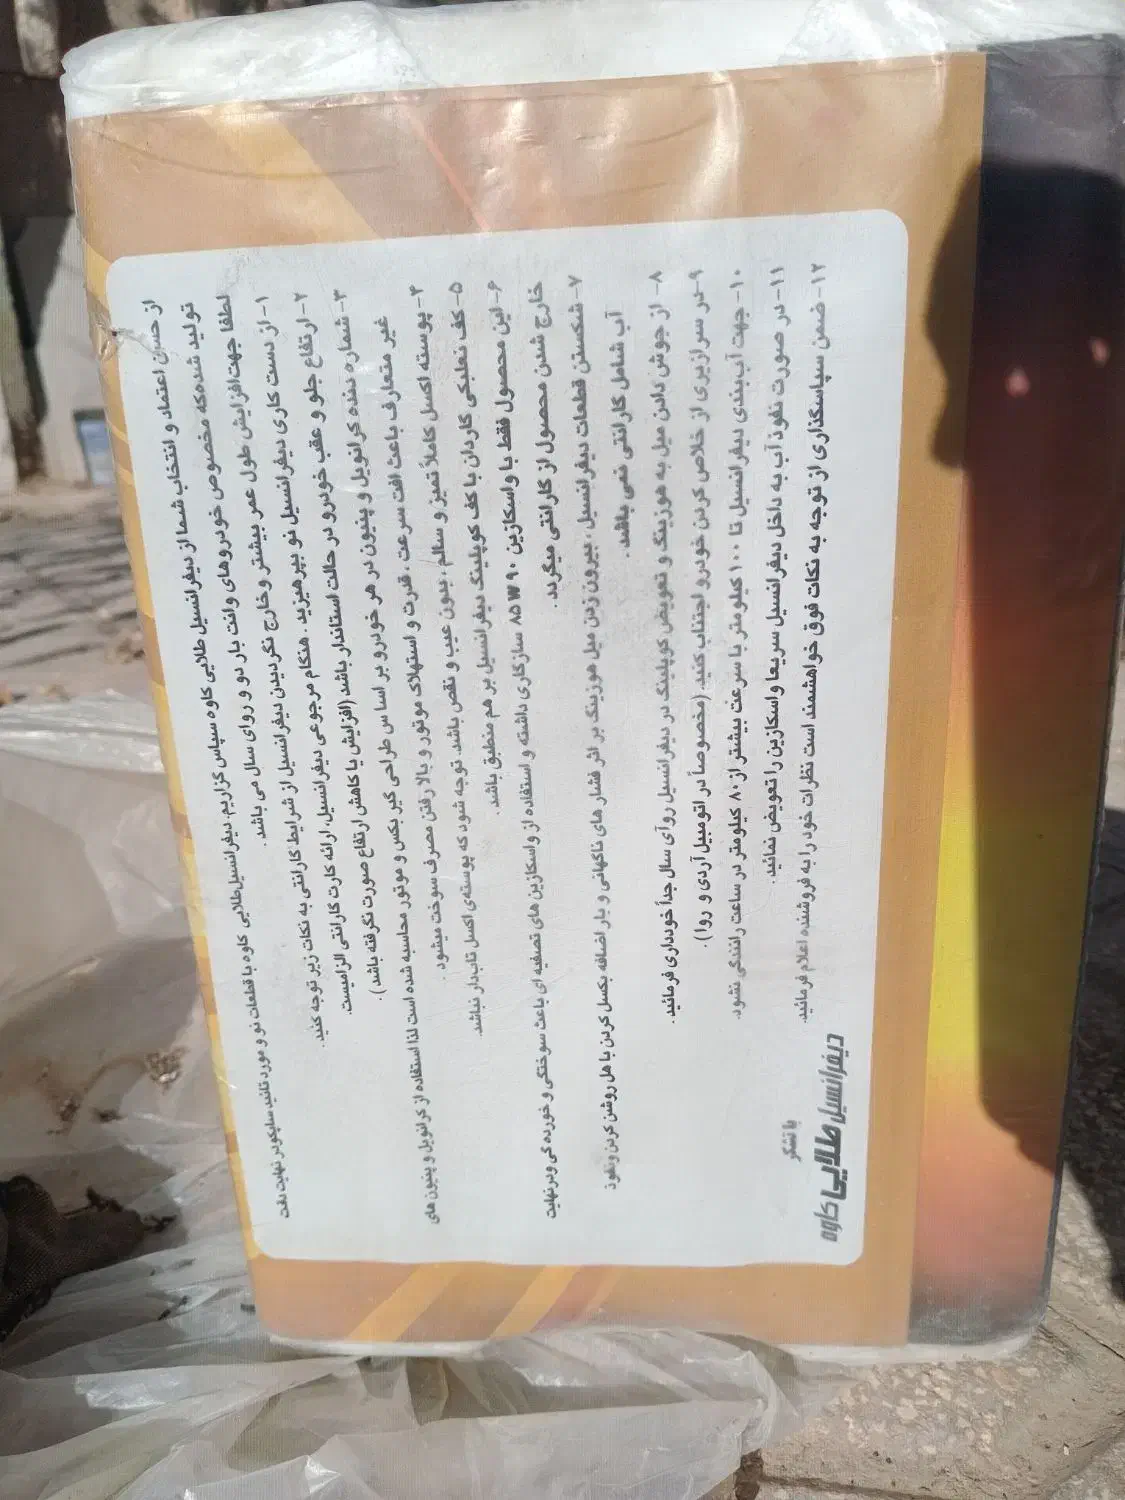 از حسن اعتماد و انتخاب شما از دیفرانسیل طلایی کاوه سپاس گزاریم. دیفرانسیل طلایی کاوه با قطعات نو و مورد تائید ساپکو در نهایت دقت
تولید شده که مخصوص خودروهای وانت بار دو و روای سال می باشد.
لطفا جهت افزایش طول عمر بیشتر و خارج نگردیدن دیفرانسیل از شرایط گارانتی به نکات زیر توجه کنید.
۱- از دست کاری دیفرانسیل نو بپرهیزید . هنگام مرجوعی دیفرانسیل، ارائه کارت گارانتی الزامیست.
۲- ارتفاع جلو و عقب خودرو در حالت استاندار باشد (افزایش یا کاهش ارتفاع صورت نگرفته باشد).
۳- شماره دنده کرانویل و پنیون در هر خودرو بر اساس طراحی گیربکس و موتور محاسبه شده است لذا استفاده از کرانویل و پنیون های
غیر متعارف باعث افت سرعت ، قدرت و استهلاک موتور و بالا رفتن مصرف سوخت میشود .
۴- پوسته اکسل کاملاً تمیز و سالم ، بدون عیب و نقص باشد. توجه شود که پوسته‌ی اکسل تاب‌دار نباشد.
۵- کف نعلبکی گاردان با کف کوپلینگ دیفرانسیل بر هم منطبق باشد .
۶- این محصول فقط با واسکازین ۹۰ ۸۵W سازگاری داشته و استفاده از واسکازین های تصفیه ای باعث سوختگی و خورده گی و در نهایت
خارج شدن محصول از گارانتی میگردد .
۷- شکستن قطعات دیفرانسیل ، بیرون زدن میل هوزینگ بر اثر فشار های ناگهانی و بار اضافه بکسل کردن یا هل روشن کردن و نفوذ
آب شامل گارانتی نمی باشد .
۸- از جوش دادن میل به هوزینگ و تعویض کوپلینگ در دیفرانسیل روآی سال جداً خودداری فرمائید .
۹- در سرازیری از خلاص کردن خودرو اجتناب کنید. (مخصوصاً در اتومبیل آردی و روا ).
۱۰- جهت آب بندی دیفرانسیل تا ۱۰۰ کیلومتر با سرعت بیشتر از ۸۰ کیلومتر در ساعت رانندگی نشود.
۱۱- در صورت نفوذ آب به داخل دیفرانسیل سریعا واسکازین را تعویض نمائید .
۱۲- ضمن سپاسگذاری از توجه به نکات فوق خواهشمند است نظرات خود را به فروشنده اعلام فرمائید.
با تشکر
دیفرانسیل طلایی کاوه